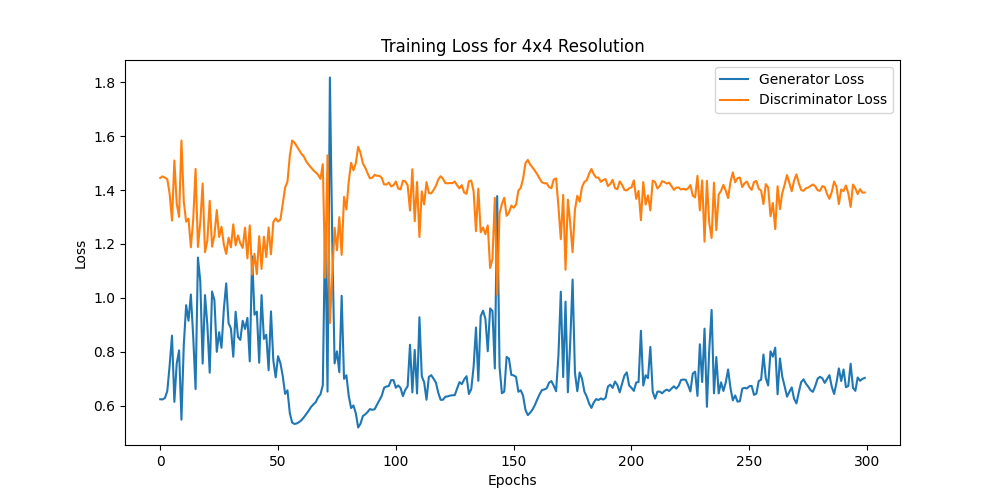 Training Loss for 4x4 Resolution
Generator Loss
Discriminator Loss
1.8
1.6
1.4
1.2
1.0
0.8
0.6
Loss
0 50 100 150 200 250 300
Epochs